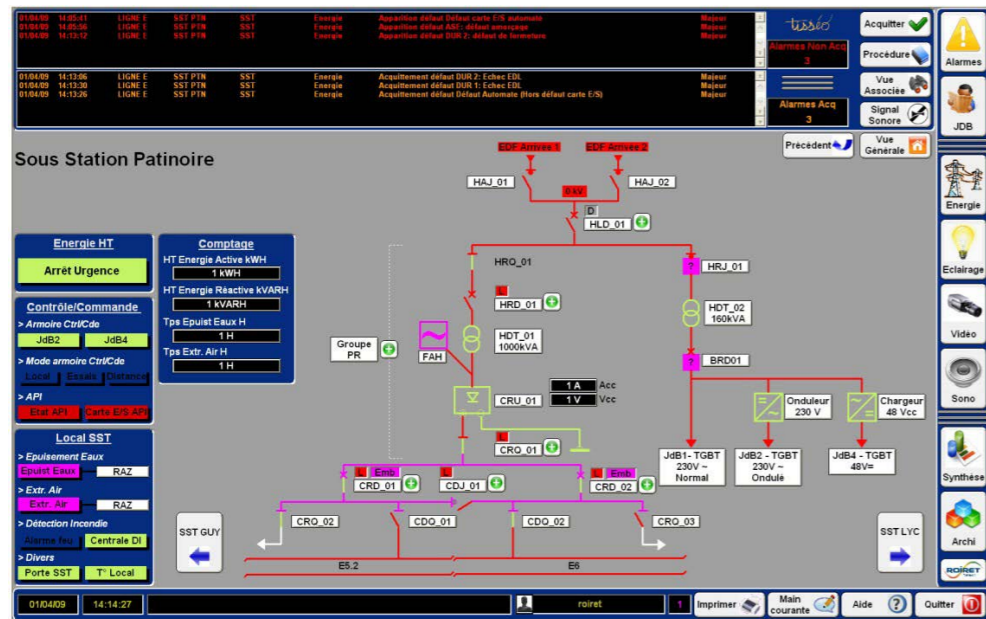 01/04/09 14:05:41 LIGNE E SST PTN SST Energie Apparition défaut Défaut carte E/S automate Majeur
01/04/09 14:05:56 LIGNE E SST PTN SST Energie Apparition défaut ASE: défaut amorçage Majeur
01/04/09 14:13:12 LIGNE E SST PTN SST Energie Apparition défaut DUR 2: défaut de fermeture Majeur
tisséo
Alarmes Non Acq
3
Acquitter
Procédure
01/04/09 14:13:06 LIGNE E SST PTN SST Energie Acquittement défaut DUR 2: Echec EDL Majeur
01/04/09 14:13:30 LIGNE E SST PTN SST Energie Acquittement défaut DUR 1: Echec EDL Majeur
01/04/09 14:13:26 LIGNE E SST PTN SST Energie Acquittement défaut Défaut Automate (Hors défaut carte E/S) Majeur
Alarmes Acq
3
Vue Associée
Signal Sonore
Alarmes
JDB
Energie
Eclairage
Vidéo
Sono
Synthèse
Archi
ROIRET
Précédent
Vue Générale
Sous Station Patinoire
EDF Arrivée 1 EDF Arrivée 2
HAJ_01 HAJ_02
0 kV
D
HLD_01
HRQ_01
? HRJ_01
L
HRD_01
HDT_01
1000kVA
HDT_02
160kVA
Groupe PR
FAH
? BRD01
CRU_01
1 A Acc
1 V Vcc
Onduleur
230 V
Chargeur
48 Vcc
L
CRQ_01
JdB1- TGBT
230V ~
Normal
JdB2 - TGBT
230V ~
Ondulé
JdB4 - TGBT
48V=
L Emb L L Emb
CRD_01 CDJ_01 CRD_02
CRQ_02 CDQ_01 CDQ_02 CRQ_03
SST GUY
SST LYC
E5.2 E6
Energie HT
Arrêt Urgence
Comptage
HT Energie Active kWH
1 kWH
HT Energie Réactive kVARH
1 kVARH
Tps Epuist Eaux H
1 H
Tps Extr. Air H
1 H
Contrôle/Commande
> Armoire Ctrl/Cde
JdB2 JdB4
> Mode armoire Ctrl/Cde
Local Essais Distance
> API
Etat API Carte E/S API
Local SST
> Epuisement Eaux
Epuist Eaux RAZ
> Extr. Air
Extr. Air RAZ
> Détection Incendie
Alarme feu Centrale DI
> Divers
Porte SST T° Local
01/04/09 14:14:27 roiret 1 Imprimer Main courante Aide Quitter